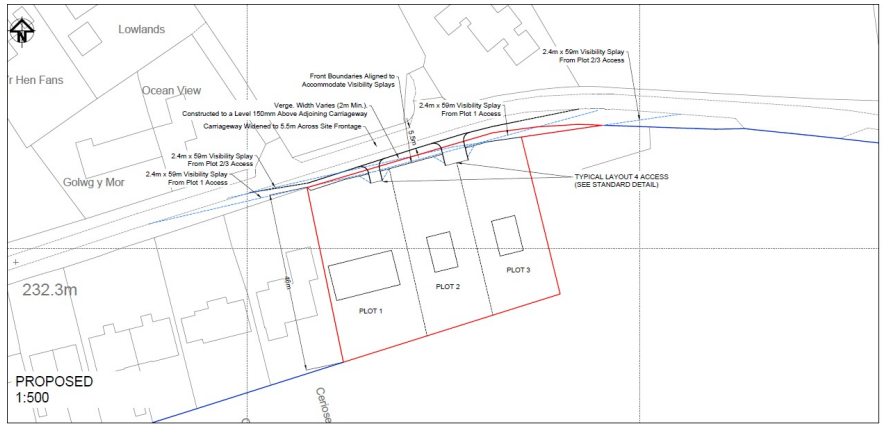 N
Lowlands
'r Hen Fans
Ocean View
Golwg y Mor
Front Boundaries Aligned to
Accommodate Visibility Splays
Verge. Width Varies (2m Min.).
Constructed to a Level 150mm Above Adjoining Carriageway
Carriageway Widened to 5.5m Across Site Frontage
2.4m x 59m Visibility Splay
From Plot 2/3 Access
2.4m x 59m Visibility Splay
From Plot 1 Access
5.5m
2.4m x 59m Visibility Splay
From Plot 2/3 Access
2.4m x 59m Visibility Splay
From Plot 1 Access
TYPICAL LAYOUT 4 ACCESS
(SEE STANDARD DETAIL)
232.3m
46m
PLOT 1
PLOT 2
PLOT 3
PROPOSED
1:500